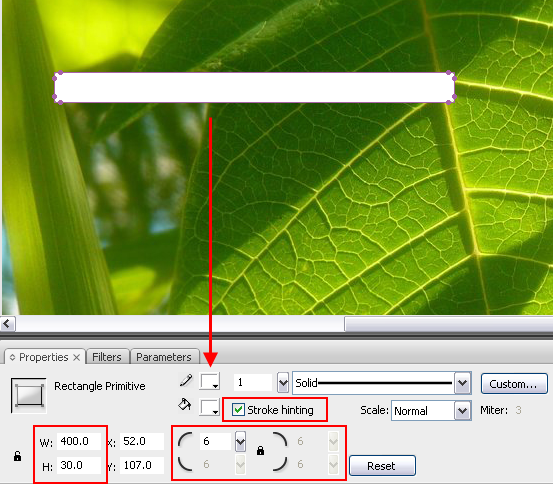 Properties × Filters Parameters
Rectangle Primitive 1 Solid Custom...
Stroke hinting Scale: Normal Miter: 3
W: 400.0 X: 52.0 6 6
H: 30.0 Y: 107.0 6 6 Reset